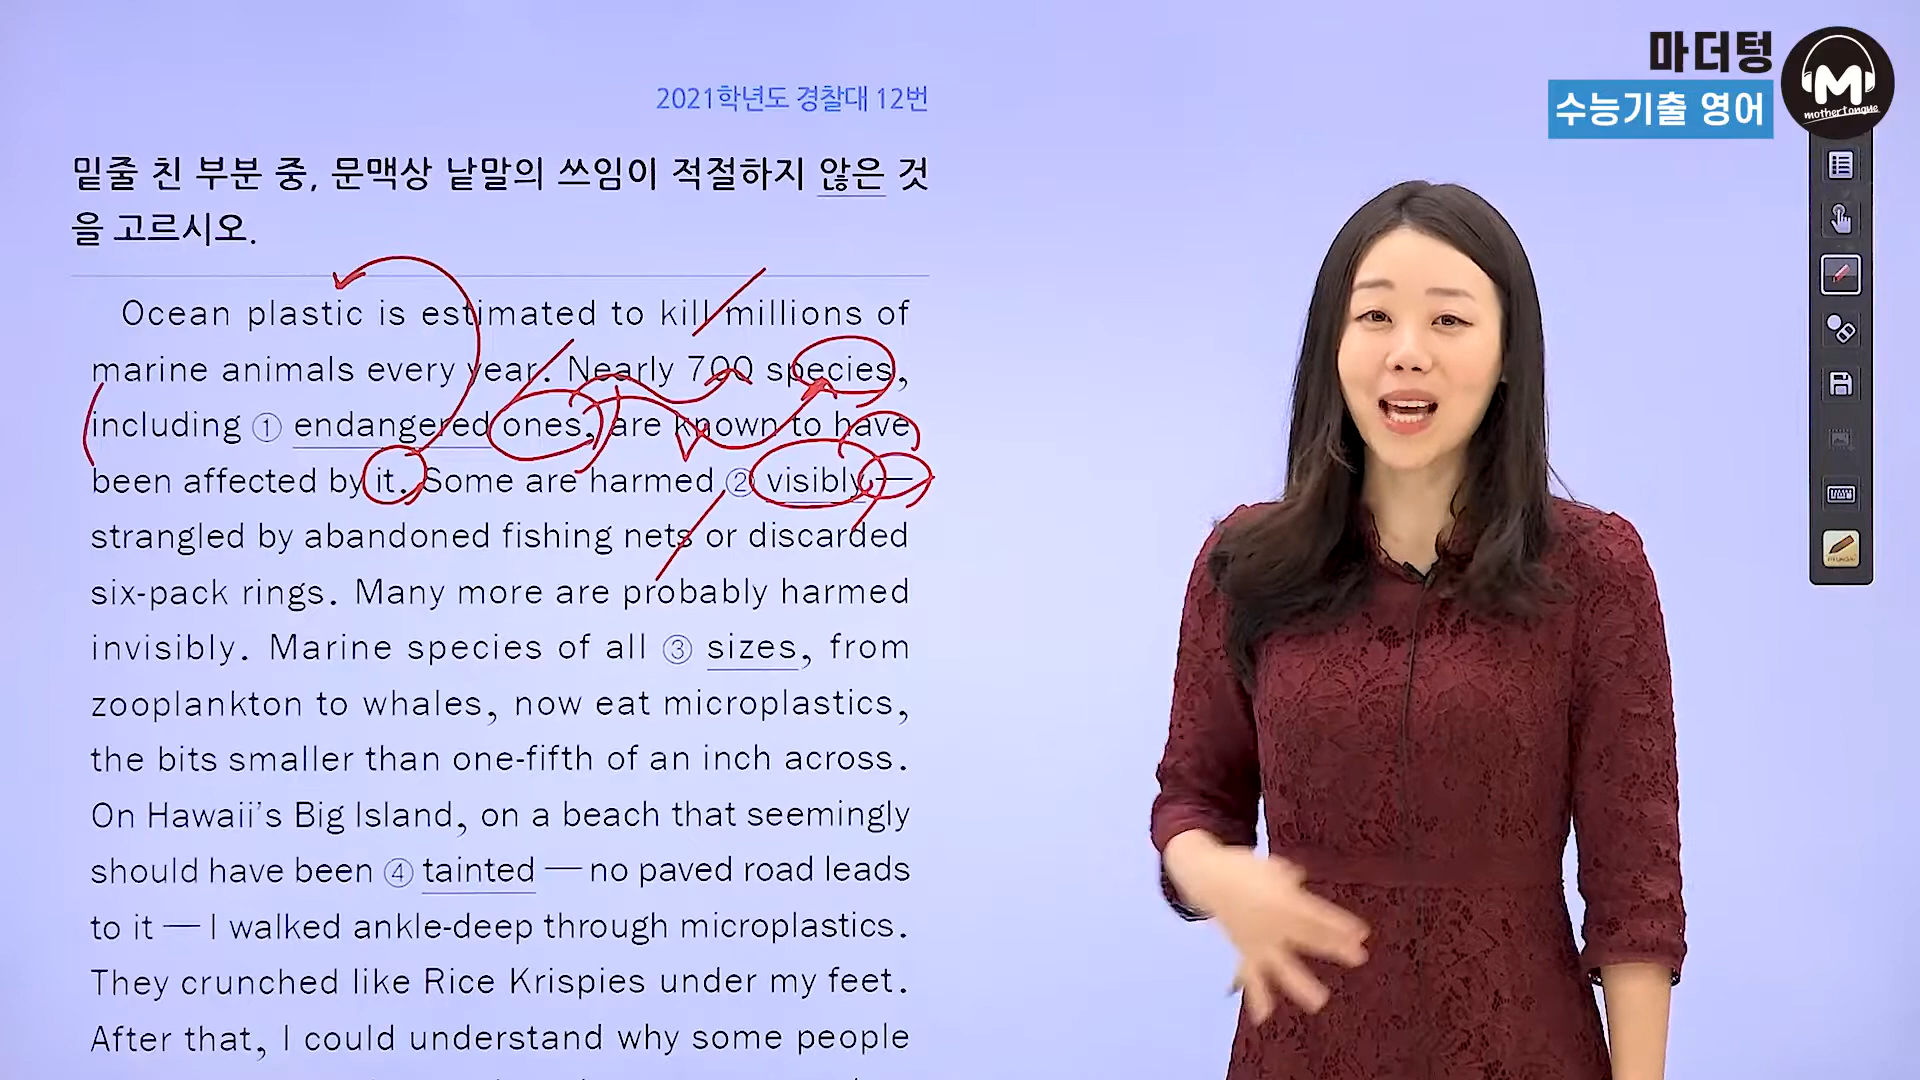 마더텅
수능기출 영어
M
mothertongue
2021학년도 경찰대 12번
밑줄 친 부분 중, 문맥상 낱말의 쓰임이 적절하지 않은 것
을 고르시오.
Ocean plastic is estimated to kill millions of
marine animals every year. Nearly 700 species,
including ① endangered ones, are known to have
been affected by it. Some are harmed ② visibly —
strangled by abandoned fishing nets or discarded
six-pack rings. Many more are probably harmed
invisibly. Marine species of all ③ sizes, from
zooplankton to whales, now eat microplastics,
the bits smaller than one-fifth of an inch across.
On Hawaii's Big Island, on a beach that seemingly
should have been ④ tainted — no paved road leads
to it — I walked ankle-deep through microplastics.
They crunched like Rice Krispies under my feet.
After that, I could understand why some people